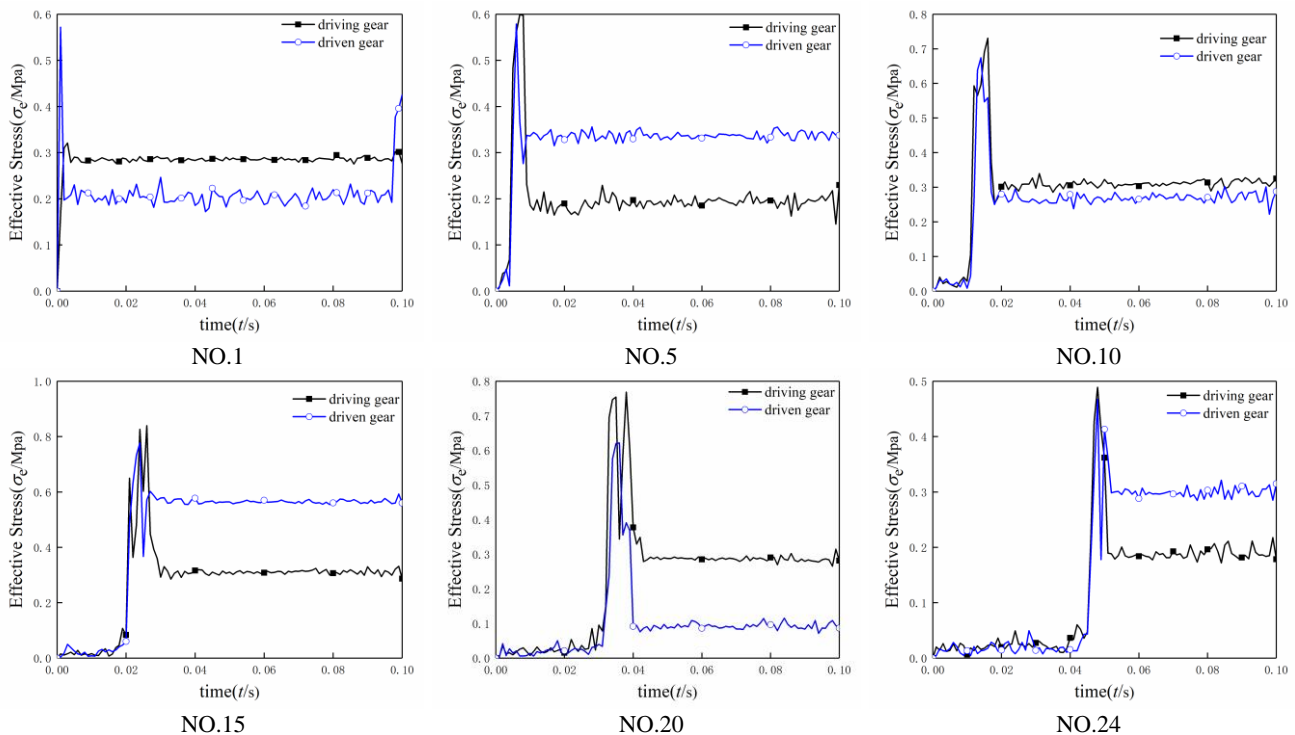 Effective Stress(σe/Mpa)
0.6
0.5
0.4
0.3
0.2
0.1
0.0
driving gear
driven gear
0.00 0.02 0.04 0.06 0.08 0.10
time(t/s)
NO.1
Effective Stress(σe/Mpa)
0.6
0.5
0.4
0.3
0.2
0.1
0.0
driving gear
driven gear
0.00 0.02 0.04 0.06 0.08 0.10
time(t/s)
NO.5
Effective Stress(σe/Mpa)
0.8
0.7
0.6
0.5
0.4
0.3
0.2
0.1
0.0
driving gear
driven gear
0.00 0.02 0.04 0.06 0.08 0.10
time(t/s)
NO.10
Effective Stress(σe/Mpa)
1.0
0.8
0.6
0.4
0.2
0.0
driving gear
driven gear
0.00 0.02 0.04 0.06 0.08 0.10
time(t/s)
NO.15
Effective Stress(σe/Mpa)
0.8
0.7
0.6
0.5
0.4
0.3
0.2
0.1
0.0
driving gear
driven gear
0.00 0.02 0.04 0.06 0.08 0.10
time(t/s)
NO.20
Effective Stress(σe/Mpa)
0.5
0.4
0.3
0.2
0.1
0.0
driving gear
driven gear
0.00 0.02 0.04 0.06 0.08 0.10
time(t/s)
NO.24